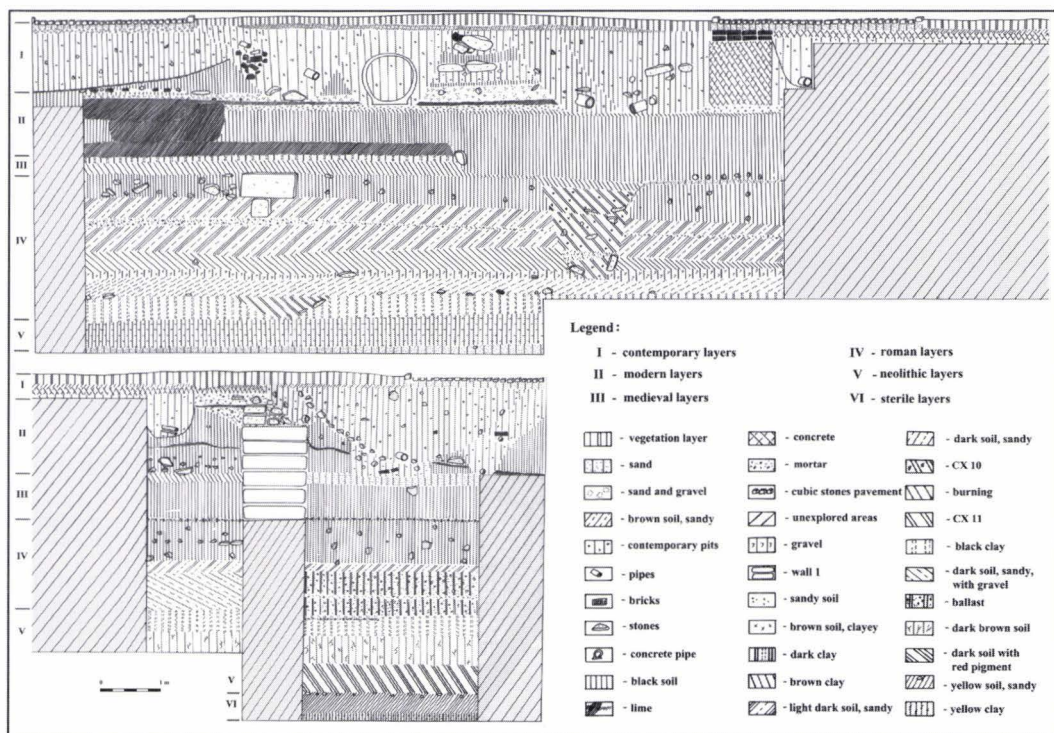 I
II
III
IV
V
I
II
III
IV
V
V
VI
0 1 m
Legend :
I - contemporary layers
II - modern layers
III - medieval layers
IV - roman layers
V - neolithic layers
VI - sterile layers
- vegetation layer
- sand
- sand and gravel
- brown soil, sandy
- contemporary pits
- pipes
- bricks
- stones
- concrete pipe
- black soil
- lime
- concrete
- mortar
- cubic stones pavement
- unexplored areas
- gravel
- wall 1
- sandy soil
- brown soil, clayey
- dark clay
- brown clay
- light dark soil, sandy
- dark soil, sandy
- CX 10
- burning
- CX 11
- black clay
- dark soil, sandy,
with gravel
- ballast
- dark brown soil
- dark soil with
red pigment
- yellow soil, sandy
- yellow clay